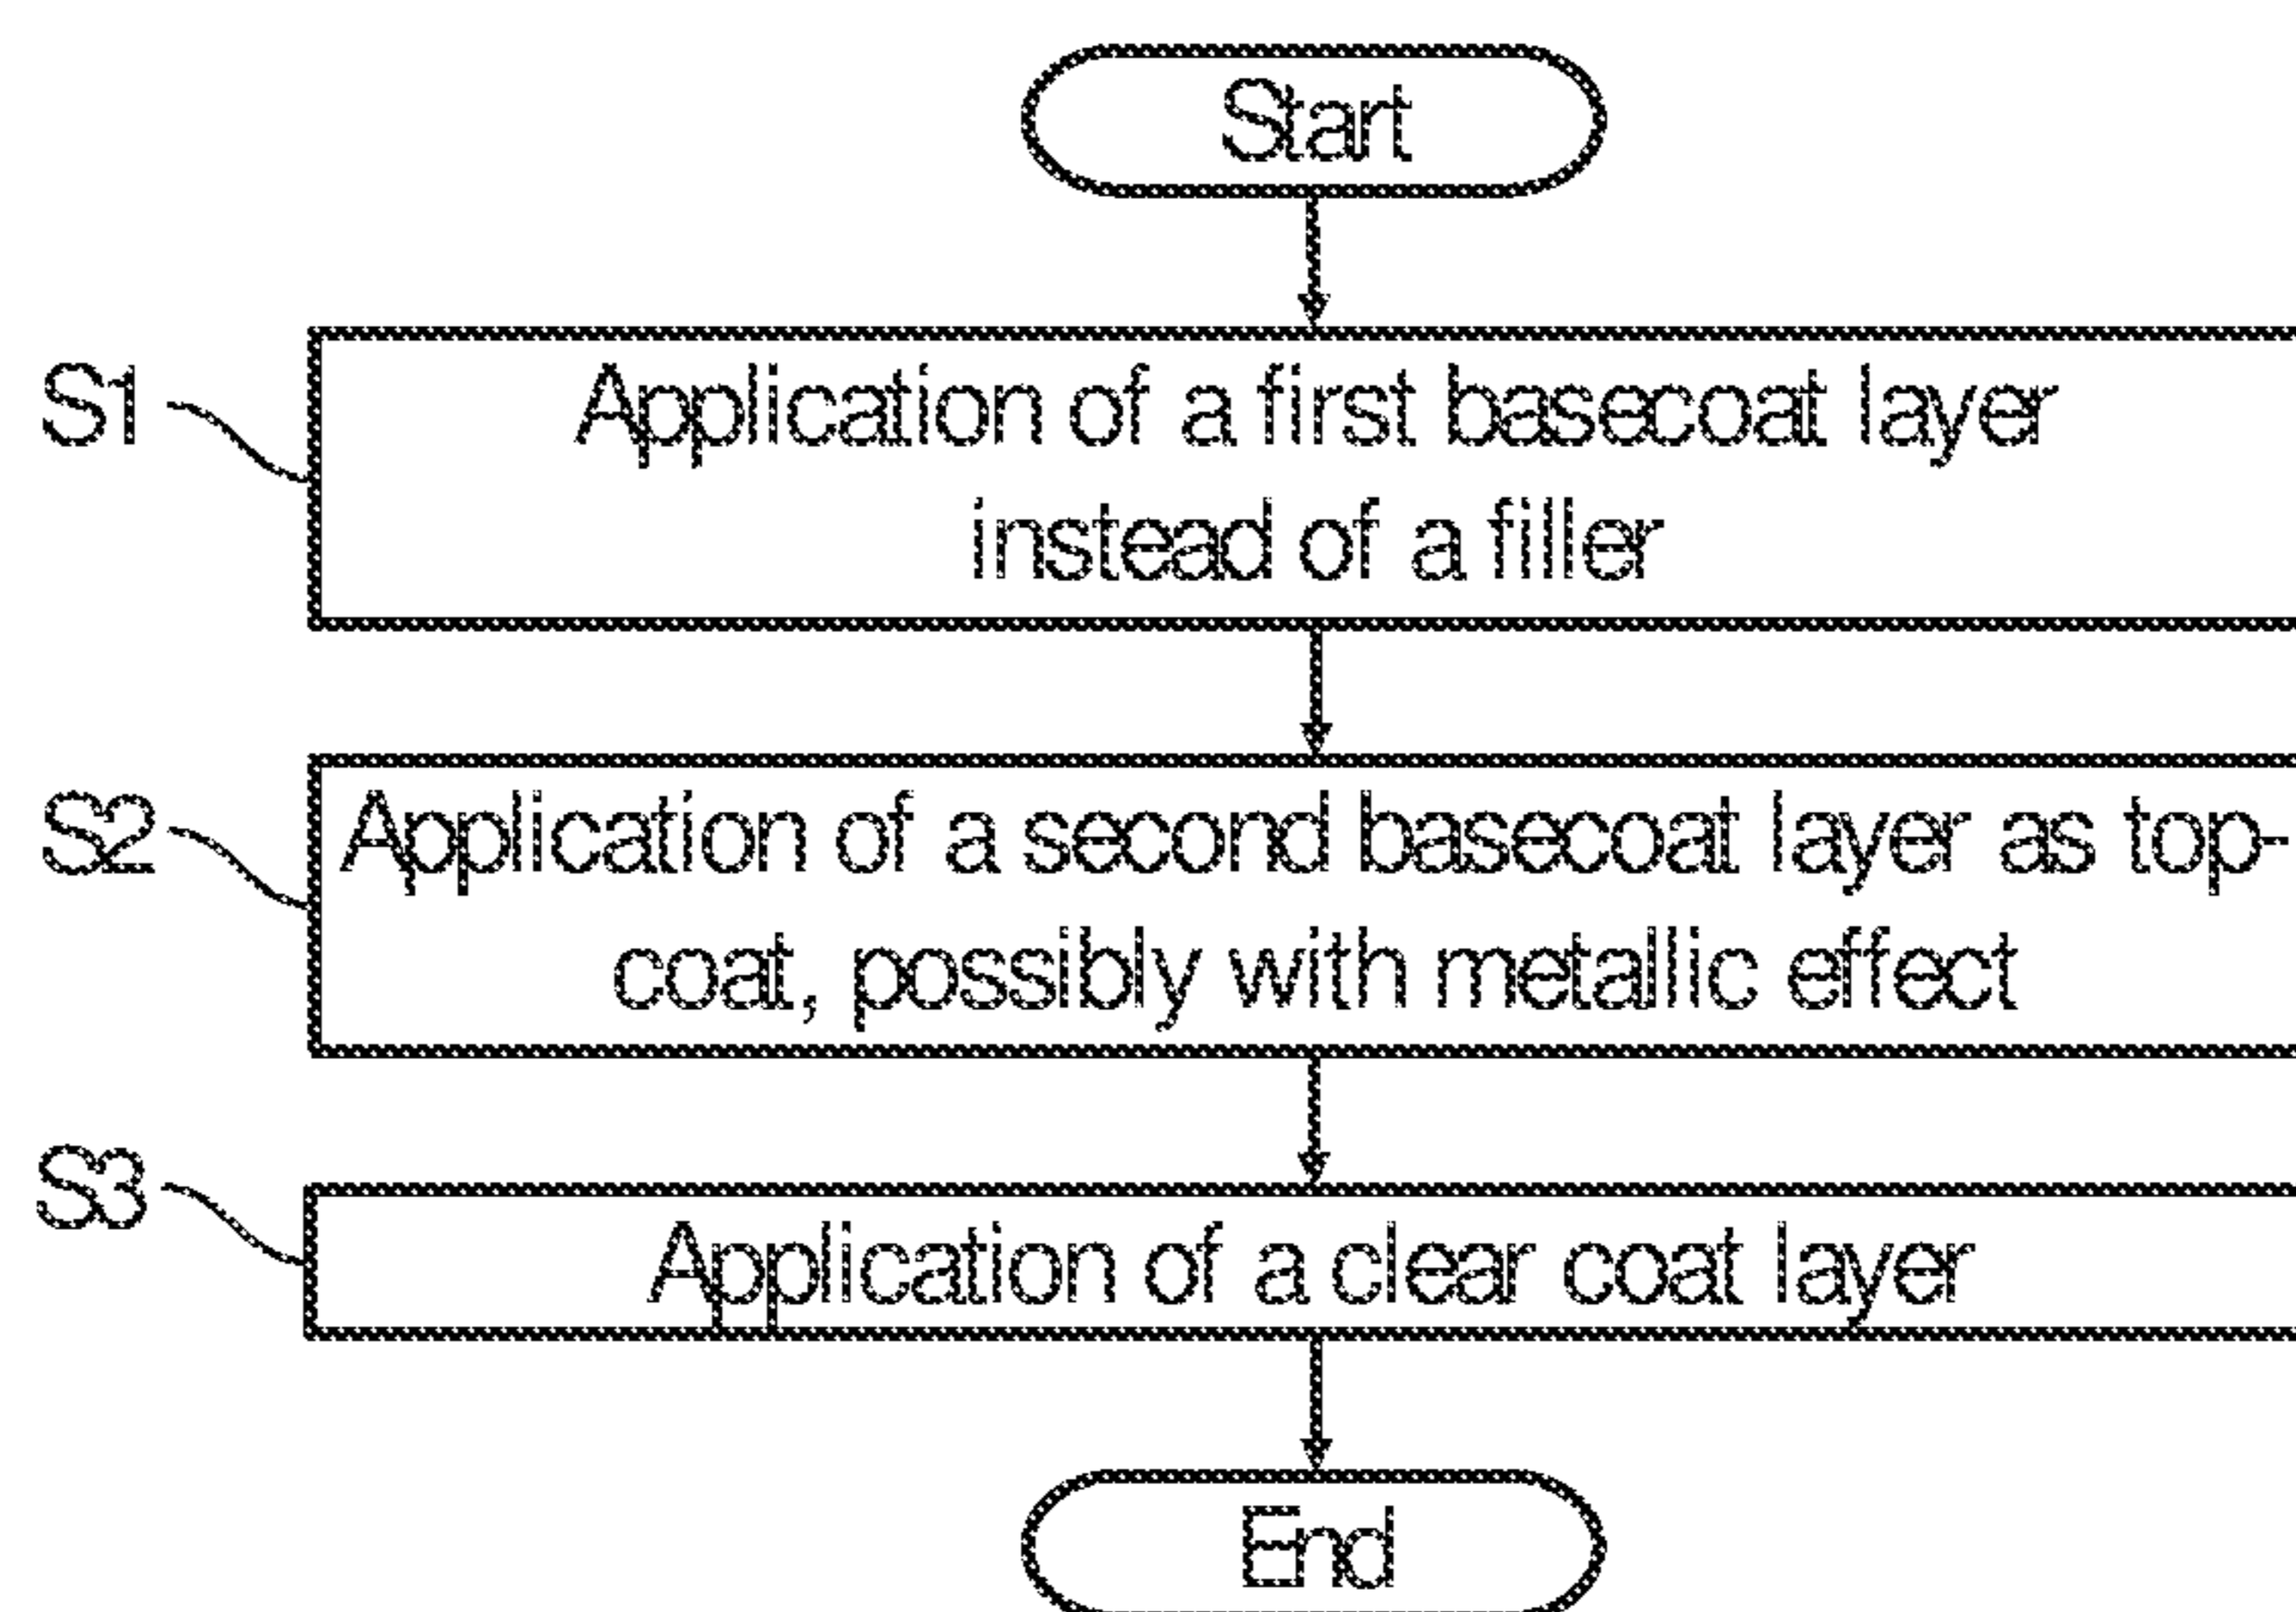 Start
S1
Application of a first basecoat layer
instead of a filler
S2
Application of a second basecoat layer as top-
coat, possibly with metallic effect
S3
Application of a clear coat layer
End